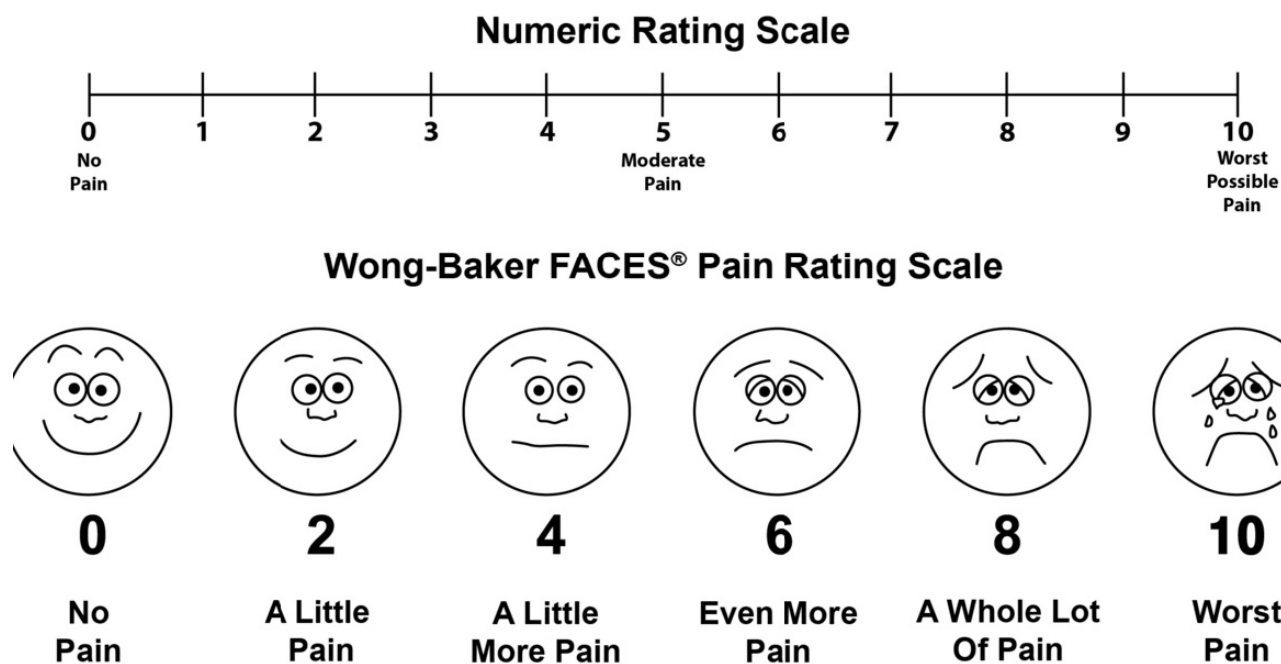 Numeric Rating Scale
0 1 2 3 4 5 6 7 8 9 10
No Moderate Worst
Pain Pain Possible
Pain
Wong-Baker FACES® Pain Rating Scale
0 2 4 6 8 10
No A Little A Little Even More A Whole Lot Worst
Pain Pain More Pain Pain Of Pain Pain